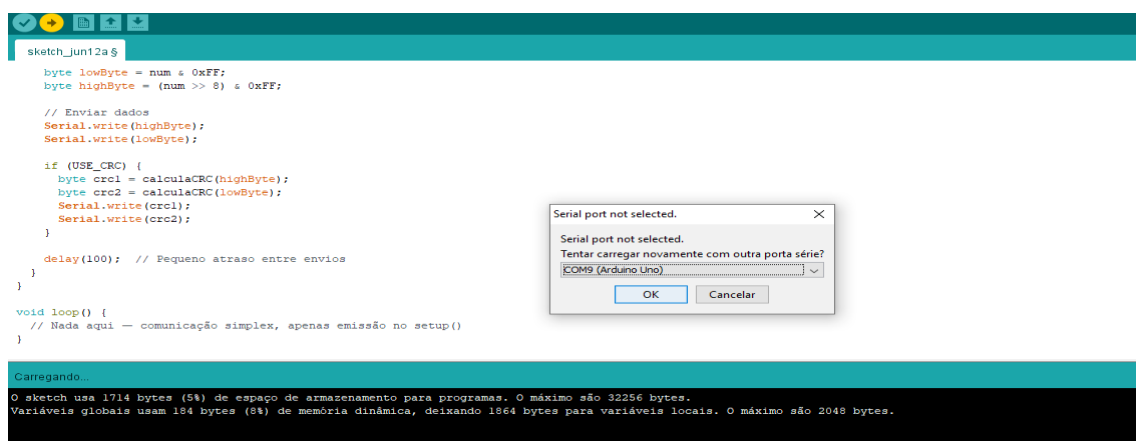 sketch_jun12a §
byte lowByte = num & 0xFF;
byte highByte = (num >> 8) & 0xFF;
// Enviar dados
Serial.write(highByte);
Serial.write(lowByte);
if (USE_CRC) {
byte crc1 = calculaCRC(highByte);
byte crc2 = calculaCRC(lowByte);
Serial.write(crc1);
Serial.write(crc2);
}
delay(100);  // Pequeno atraso entre envios
}
}
void loop() {
// Nada aqui — comunicação simplex, apenas emissão no setup()
}
Serial port not selected.
Serial port not selected.
Tentar carregar novamente com outra porta série?
COM9 (Arduino Uno)
OK Cancelar
Carregando...
O sketch usa 1714 bytes (5%) de espaço de armazenamento para programas. O máximo são 32256 bytes.
Variáveis globais usam 184 bytes (8%) de memória dinâmica, deixando 1864 bytes para variáveis locais. O máximo são 2048 bytes.